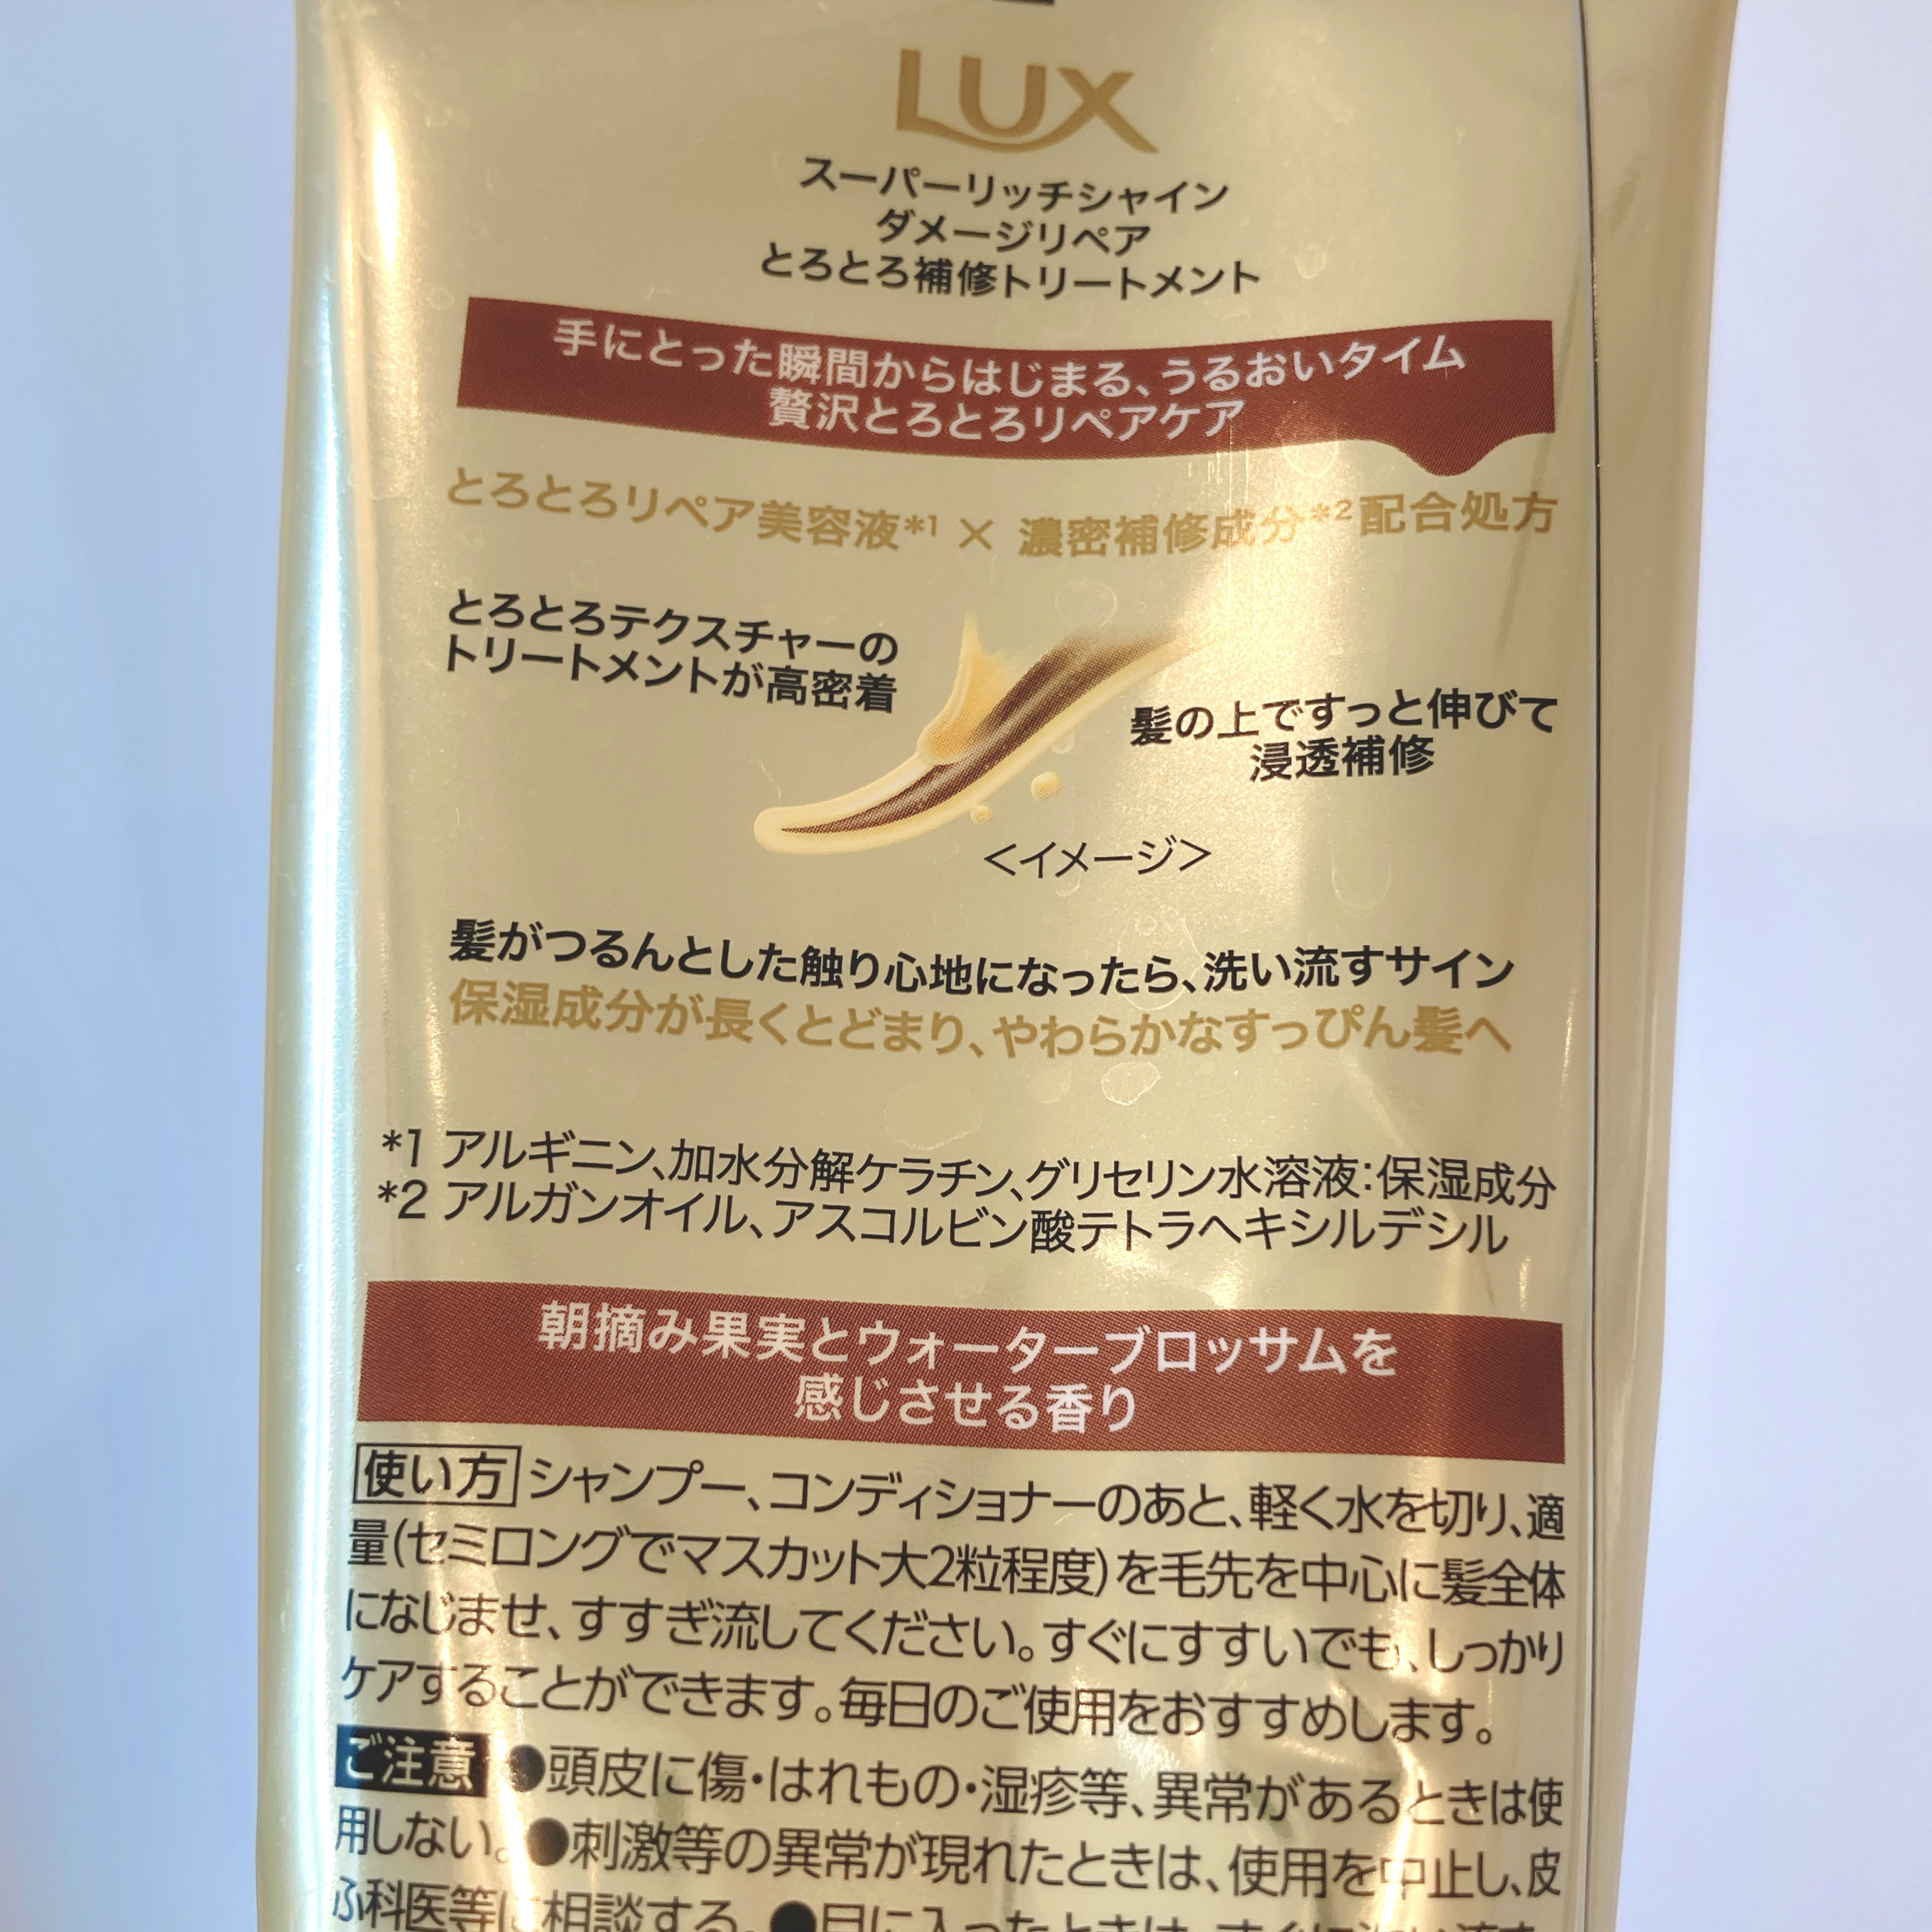 LUX
スーパーリッチシャイン
ダメージリペア
とろとろ補修トリートメント
手にとった瞬間からはじまる、うるおいタイム
贅沢とろとろリペアケア
とろとろリペア美容液*1 × 濃密補修成分*2配合処方
とろとろテクスチャーの
トリートメントが高密着
髪の上ですっと伸びて
浸透補修
<イメージ>
髪がつるんとした触り心地になったら、洗い流すサイン
保湿成分が長くとどまり、やわらかなすっぴん髪へ
*1 アルギニン、加水分解ケラチン、グリセリン水溶液:保湿成分
*2 アルガンオイル、アスコルビン酸テトラヘキシルデシル
朝摘み果実とウォーターブロッサムを
感じさせる香り
使い方 シャンプー、コンディショナーのあと、軽く水を切り、適
量(セミロングでマスカット大2粒程度)を毛先を中心に髪全体
になじませ、すすぎ流してください。すぐにすすいでも、しっかり
ケアすることができます。毎日のご使用をおすすめします。
ご注意 ●頭皮に傷・はれもの・湿疹等、異常があるときは使
用しない。●刺激等の異常が現れたときは、使用を中止し、皮
ふ科医等に相談する。●目に入ったときは、すぐに洗い流す。